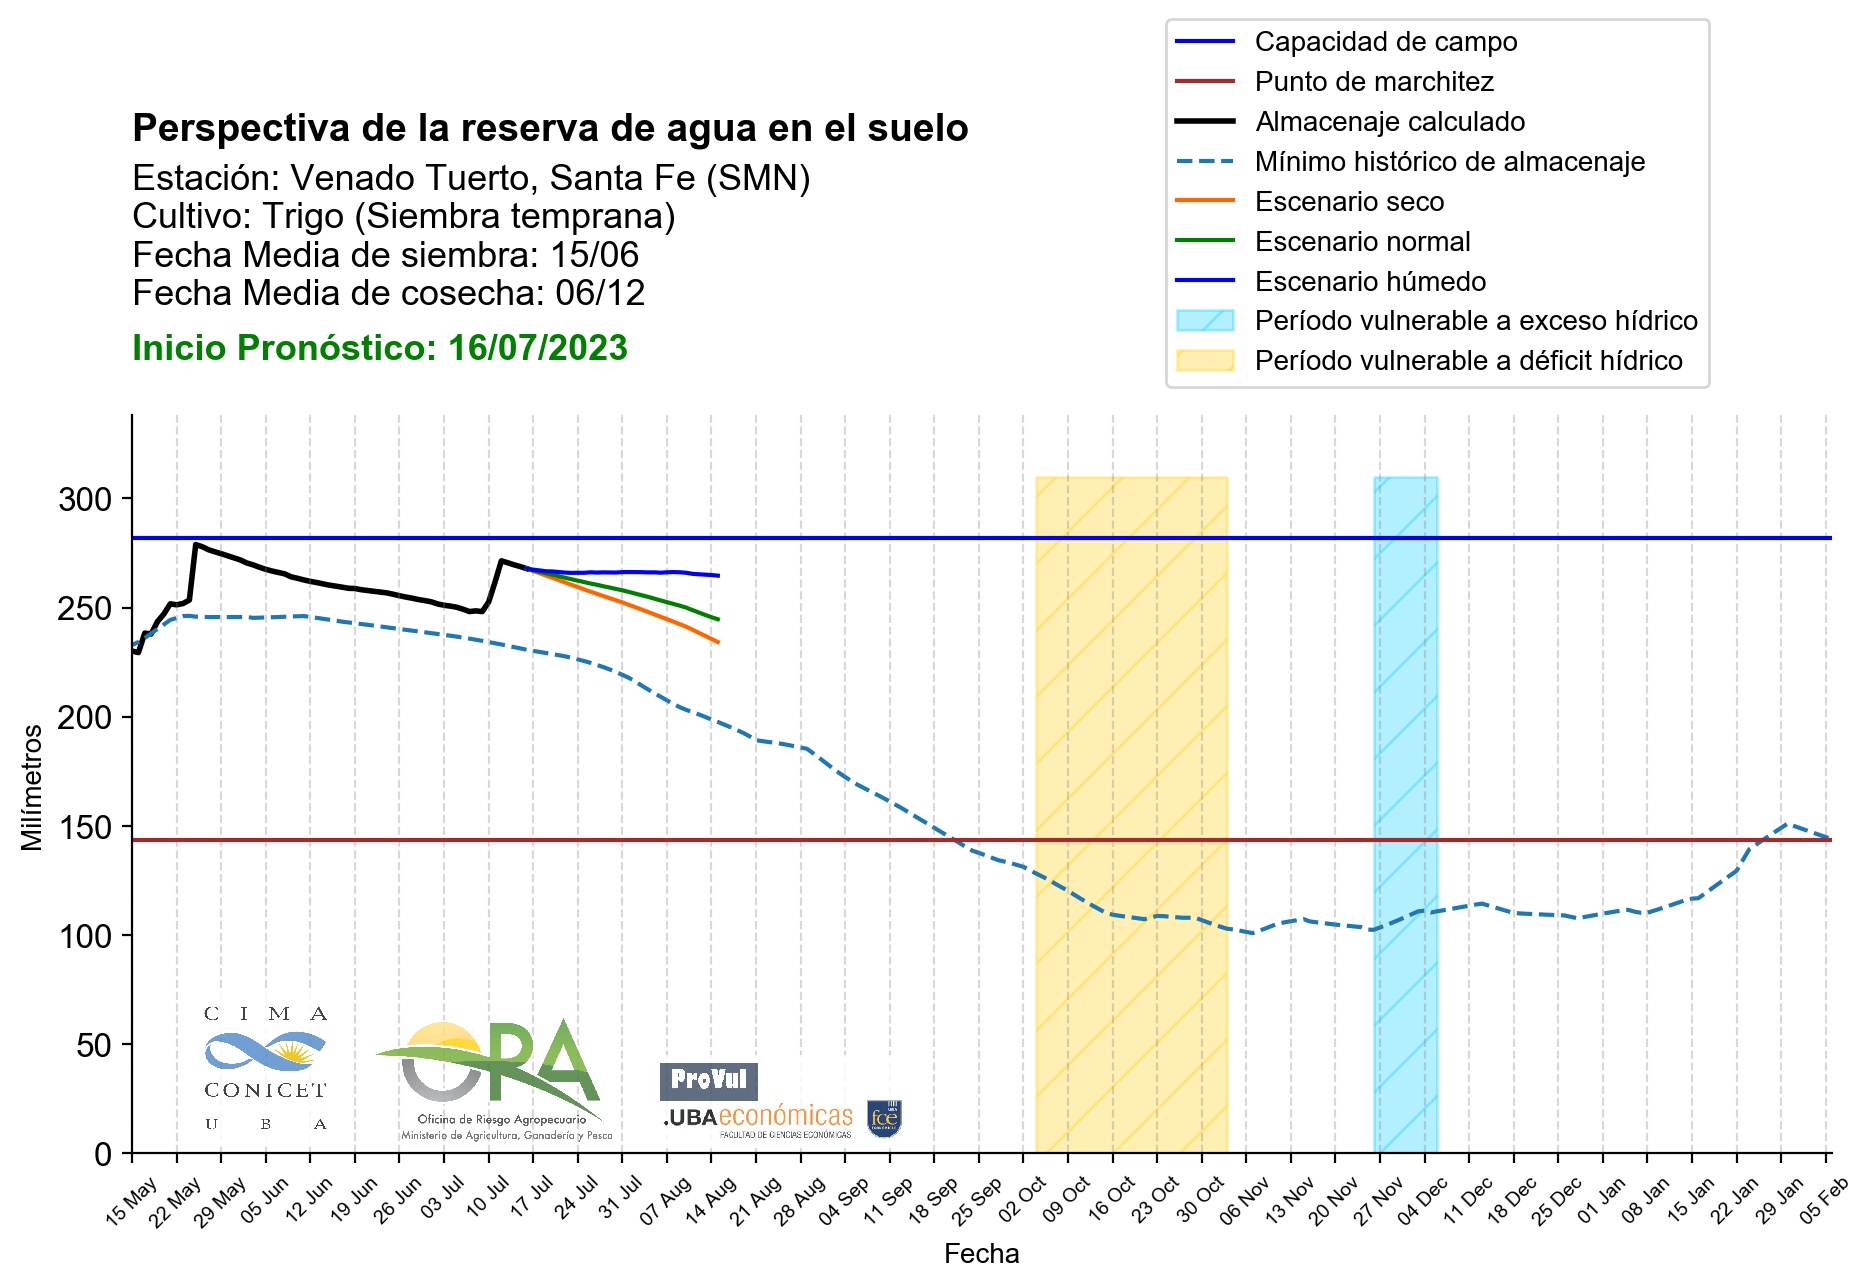 Capacidad de campo
Punto de marchitez
Almacenaje calculado
Mínimo histórico de almacenaje
Escenario seco
Escenario normal
Escenario húmedo
Período vulnerable a exceso hídrico
Período vulnerable a déficit hídrico
Perspectiva de la reserva de agua en el suelo
Estación: Venado Tuerto, Santa Fe (SMN)
Cultivo: Trigo (Siembra temprana)
Fecha Media de siembra: 15/06
Fecha Media de cosecha: 06/12
Inicio Pronóstico: 16/07/2023
Milímetros
300
250
200
150
100
50
0
CIMA
CONICET
UBA
ORA
Oficina de Riesgo Agropecuario
Ministerio de Agricultura, Ganadería y Pesca
ProVul
.UBAeconómicas
FACULTAD DE CIENCIAS ECONÓMICAS
UBA
fce
ECONÓMICAS
15 May
22 May
29 May
05 Jun
12 Jun
19 Jun
26 Jun
03 Jul
10 Jul
17 Jul
24 Jul
31 Jul
07 Aug
14 Aug
21 Aug
28 Aug
04 Sep
11 Sep
18 Sep
25 Sep
02 Oct
09 Oct
16 Oct
23 Oct
30 Oct
06 Nov
13 Nov
20 Nov
27 Nov
04 Dec
11 Dec
18 Dec
25 Dec
01 Jan
08 Jan
15 Jan
22 Jan
29 Jan
05 Feb
Fecha